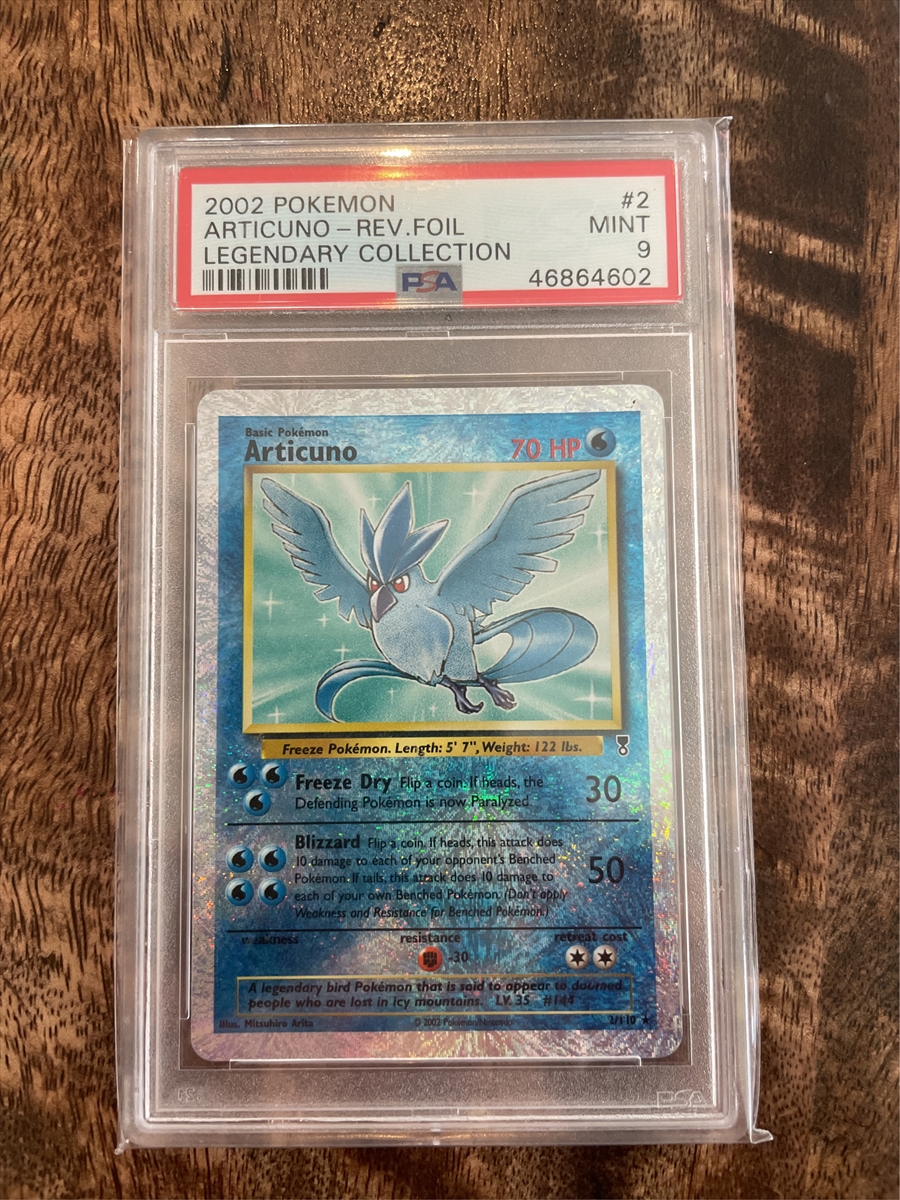 2002 POKEMON #2
ARTICUNO - REV.FOIL MINT
LEGENDARY COLLECTION 9
PSA 46864602
Basic Pokémon
Articuno 70 HP
Freeze Pokémon. Length: 5' 7", Weight: 122 lbs.
Freeze Dry Flip a coin. If heads, the
Defending Pokémon is now Paralyzed.
30
Blizzard Flip a coin. If heads, this attack does
10 damage to each of your opponent's Benched
Pokémon. If tails, this attack does 10 damage to
each of your own Benched Pokémon. (Don't apply
Weakness and Resistance for Benched Pokémon.)
50
weakness resistance retreat cost
-30
A legendary bird Pokémon that is said to appear to doomed
people who are lost in icy mountains. LV. 35 #144
Illus. Mitsuhiro Arita © 2002 Pokémon/Nintendo 2/110 ★
PSA